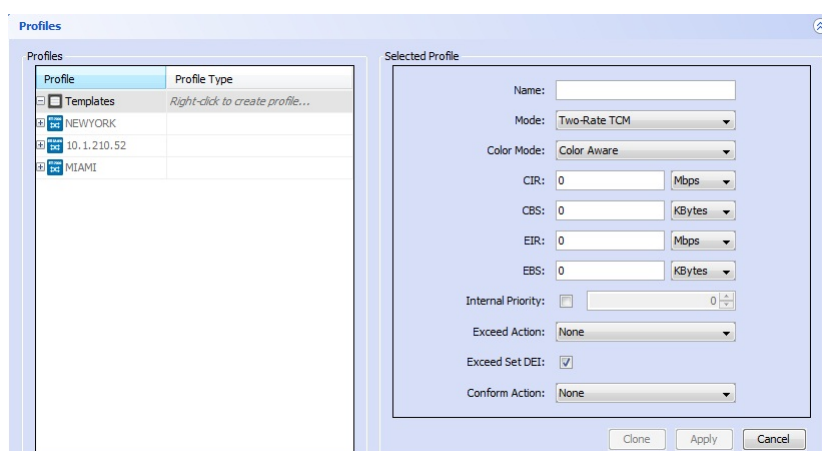 Profiles
Profiles
Profile Profile Type
Templates Right-click to create profile...
NEWYORK
10.1.210.52
MIAMI
Selected Profile
Name:
Mode: Two-Rate TCM
Color Mode: Color Aware
CIR: 0 Mbps
CBS: 0 KBytes
EIR: 0 Mbps
EBS: 0 KBytes
Internal Priority: 0
Exceed Action: None
Exceed Set DEI:
Conform Action: None
Clone Apply Cancel